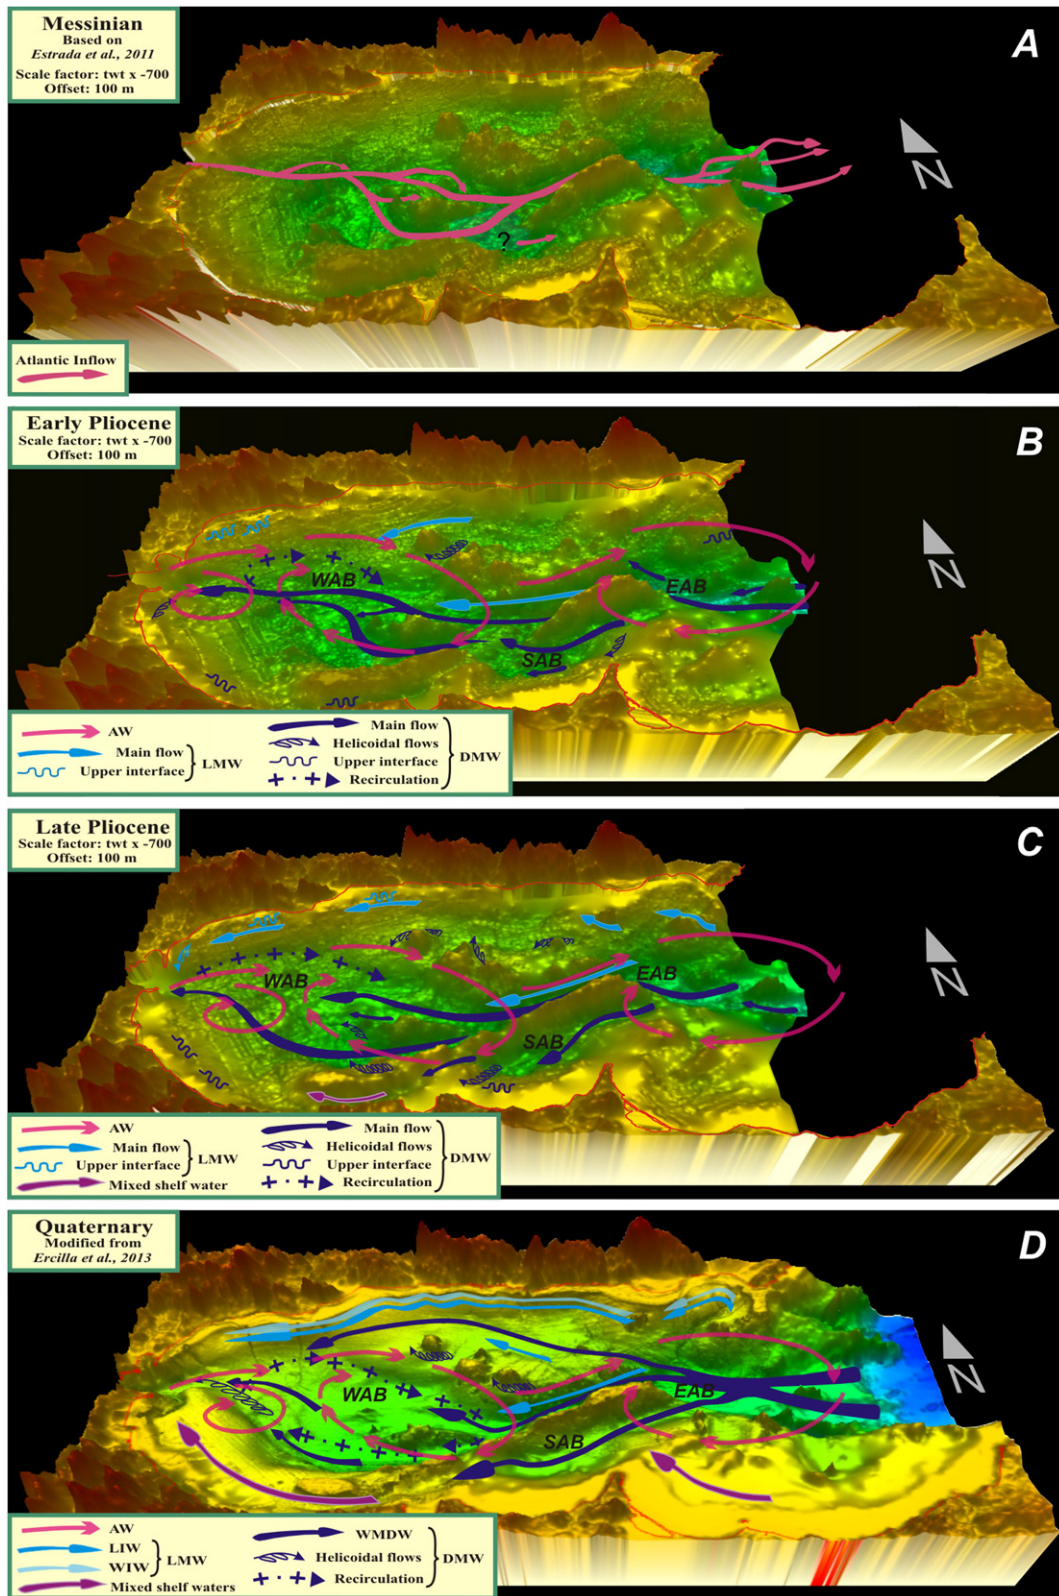 Messinian
Based on
Estrada et al., 2011
Scale factor: twt x -700
Offset: 100 m
A
N
?
Atlantic Inflow
Early Pliocene
Scale factor: twt x -700
Offset: 100 m
B
N
WAB
EAB
SAB
AW
Main flow
Upper interface
LMW
Main flow
Helicoidal flows
Upper interface
Recirculation
DMW
Late Pliocene
Scale factor: twt x -700
Offset: 100 m
C
N
WAB
EAB
SAB
AW
Main flow
Upper interface
LMW
Mixed shelf water
Main flow
Helicoidal flows
Upper interface
Recirculation
DMW
Quaternary
Modified from
Ercilla et al., 2013
D
N
WAB
EAB
SAB
AW
LIW
WIW
LMW
Mixed shelf waters
WMDW
Helicoidal flows
Recirculation
DMW